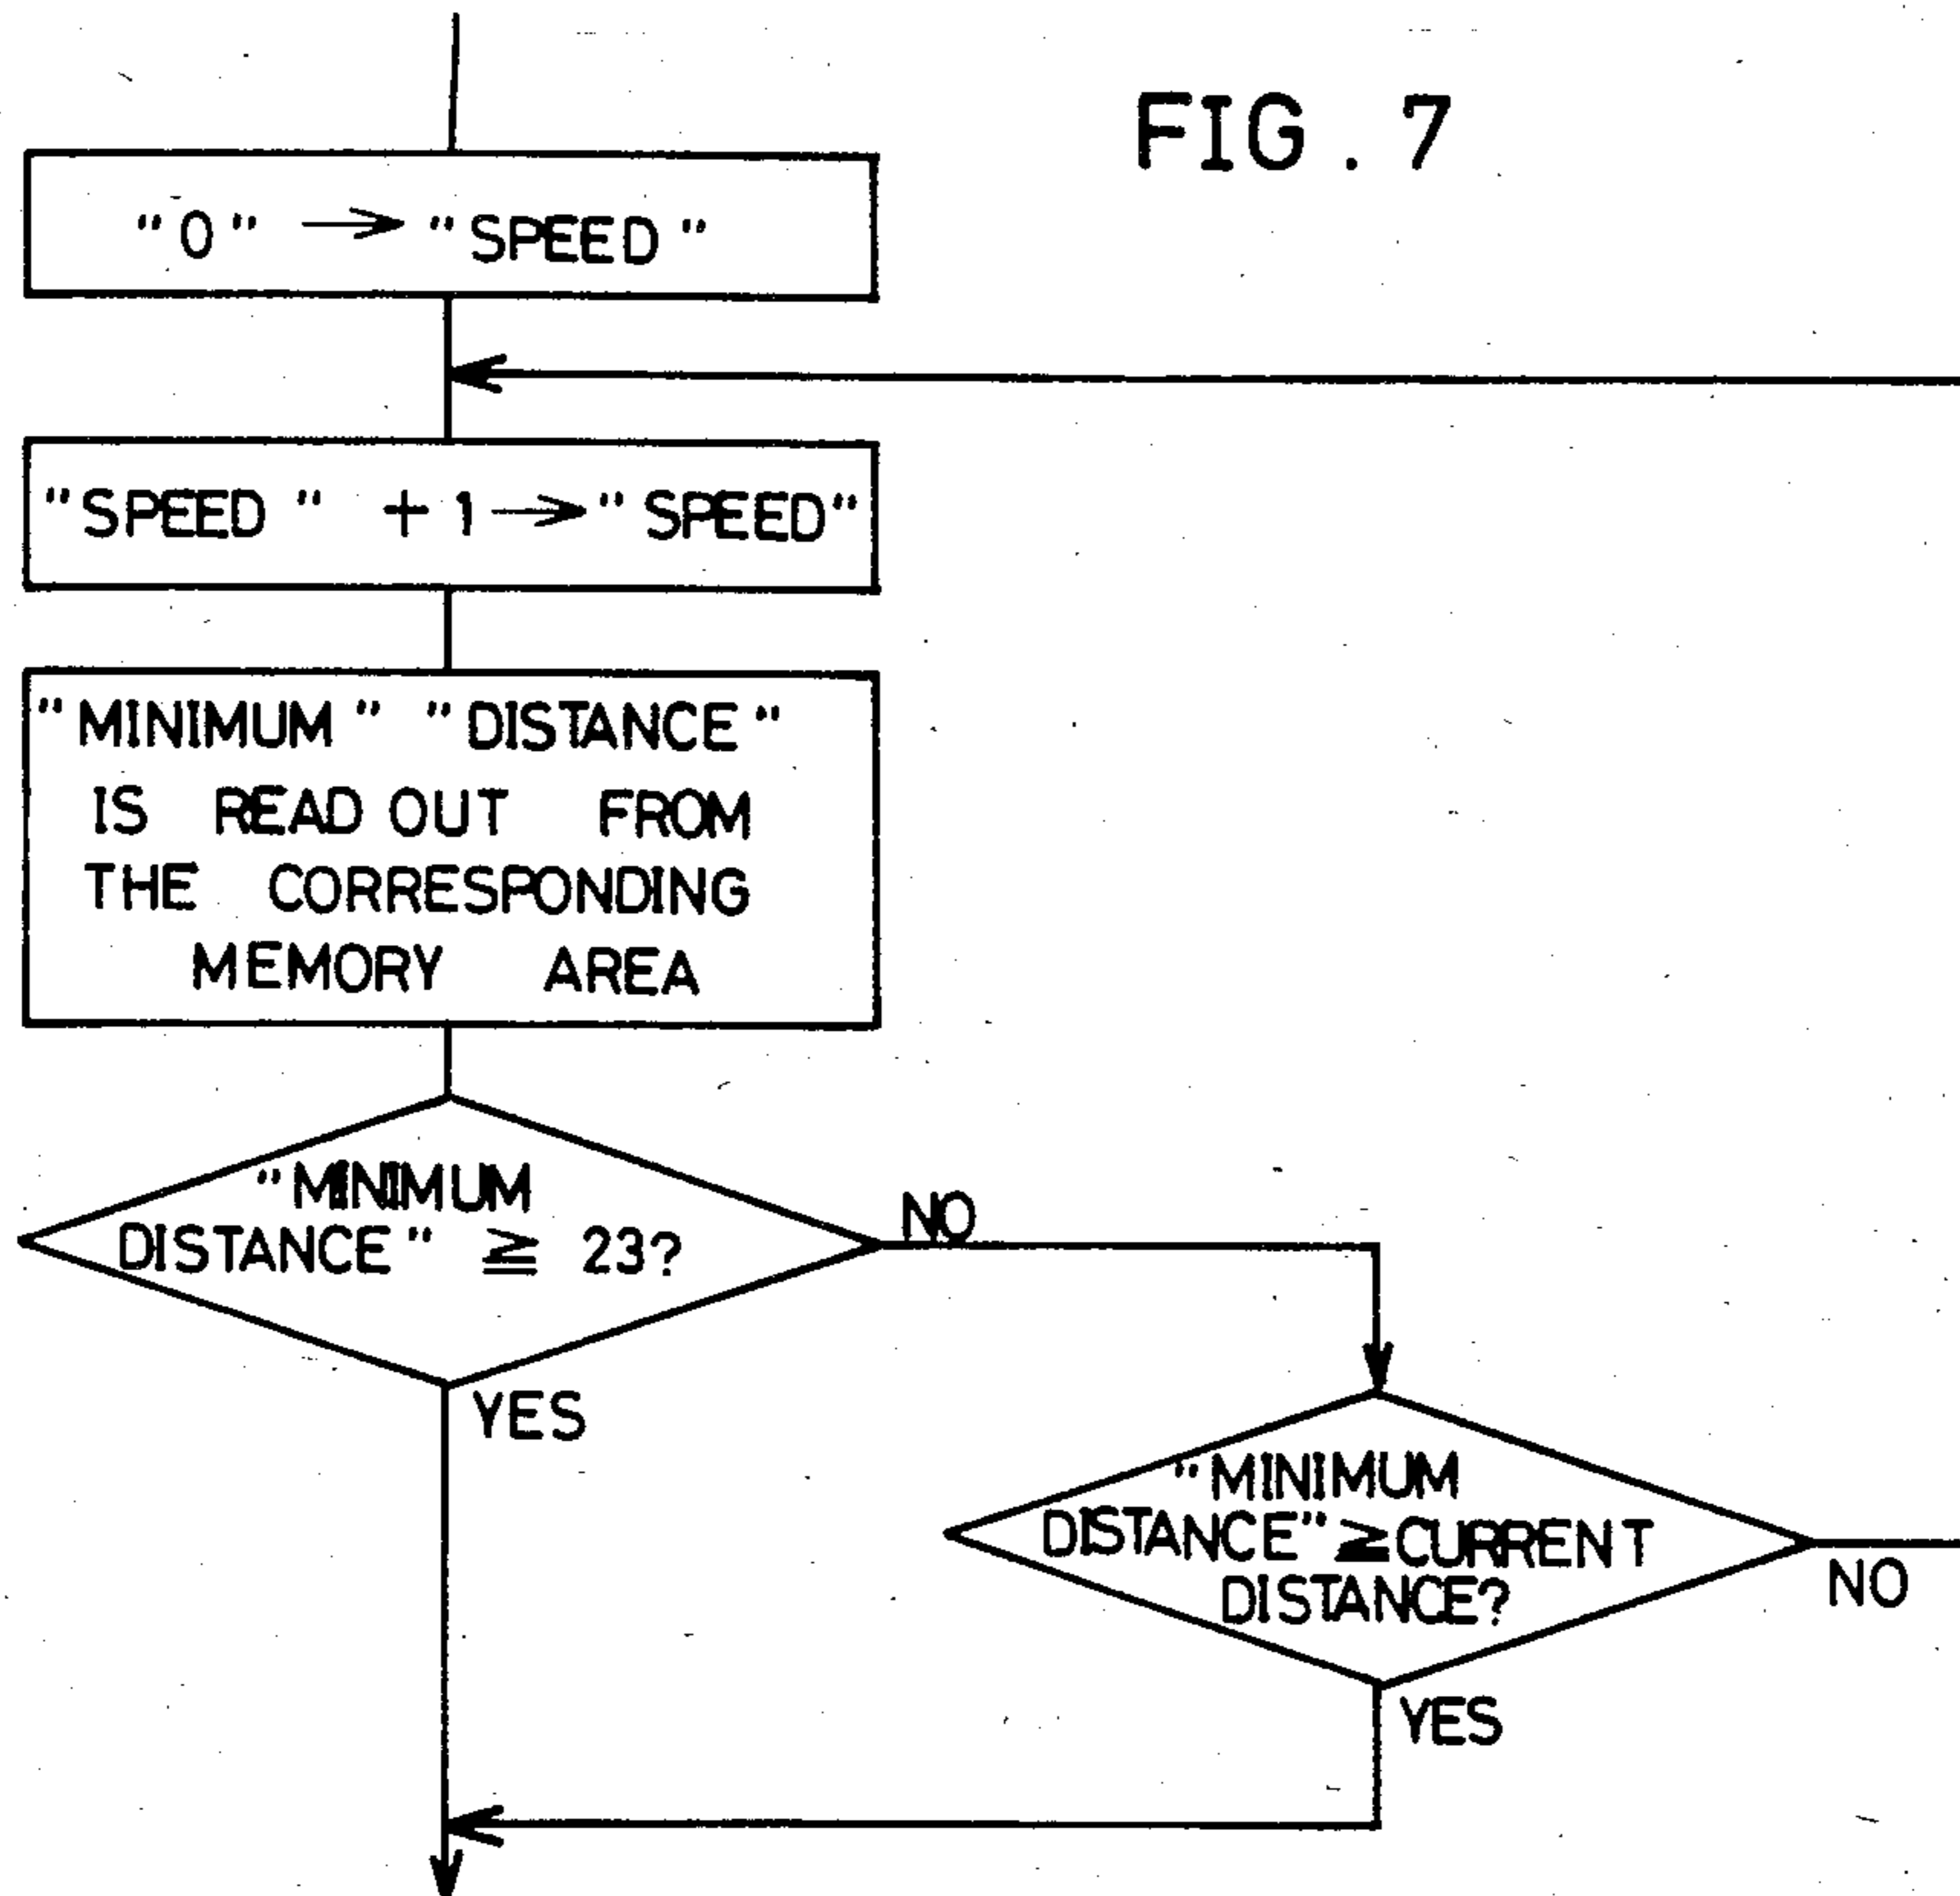 FIG. 7
"0" → "SPEED"
"SPEED" + 1 → "SPEED"
"MINIMUM" "DISTANCE"
IS READ OUT FROM
THE CORRESPONDING
MEMORY AREA
"MINIMUM
DISTANCE" ≧ 23?
NO
YES
"MINIMUM
DISTANCE" ≧ CURRENT
DISTANCE?
NO
YES